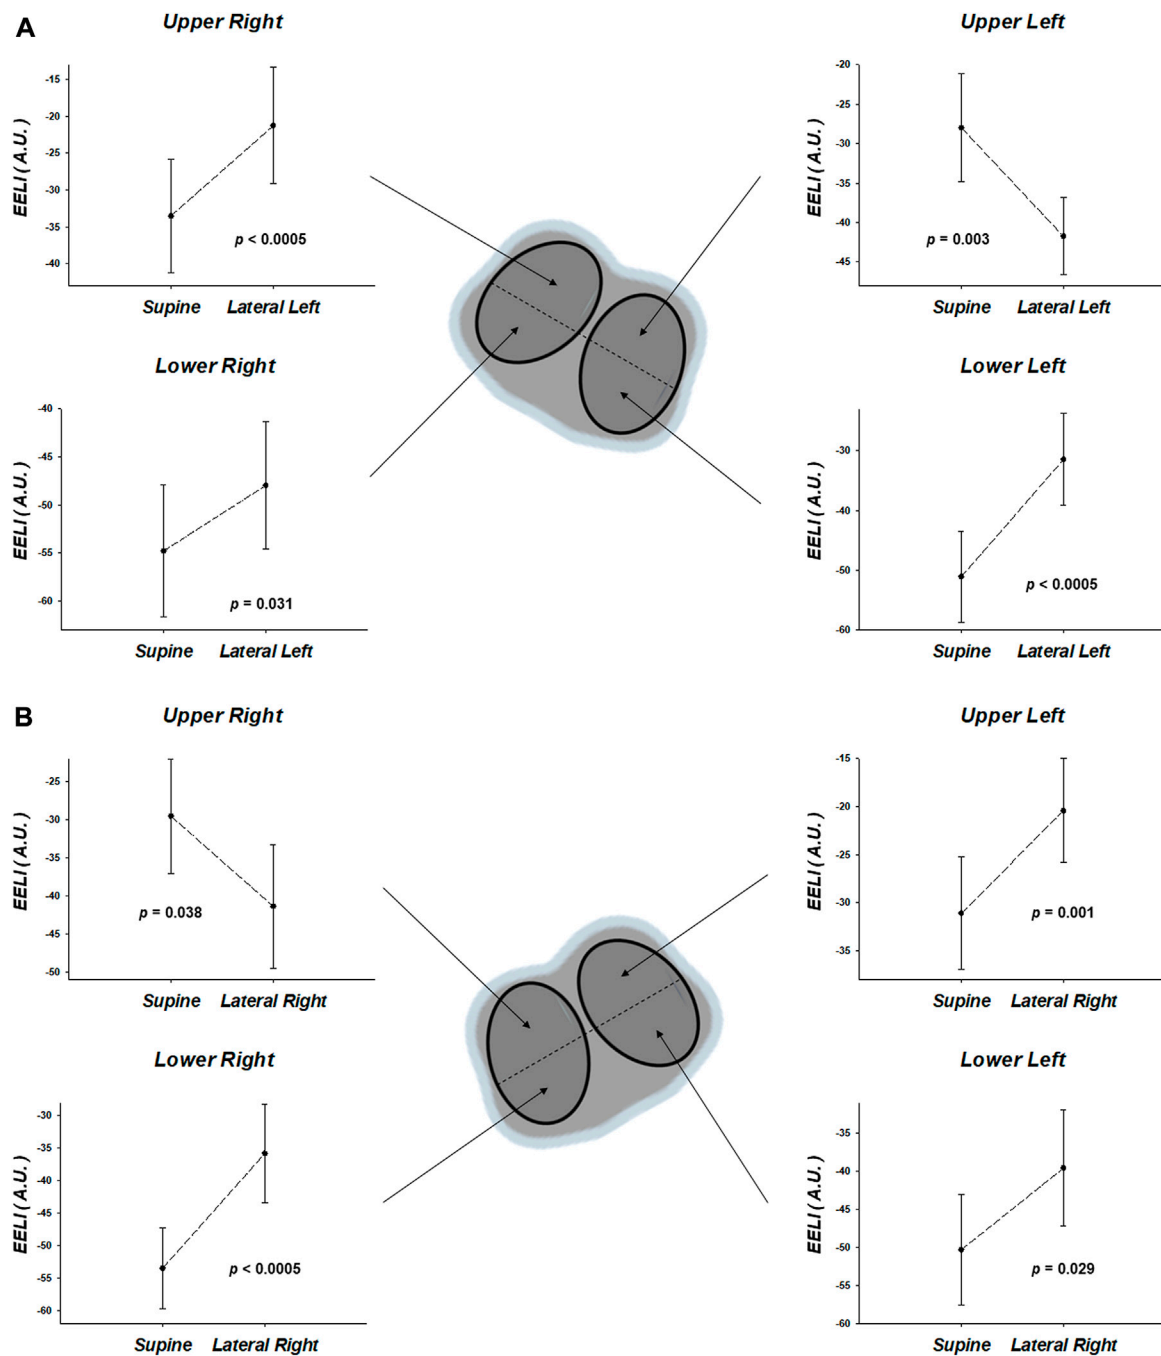 A
Upper Right
EELI ( A.U. )
-15
-20
-25
-30
-35
-40
p < 0.0005
Supine Lateral Left
Upper Left
EELI ( A.U. )
-20
-25
-30
-35
-40
-45
p = 0.003
Supine Lateral Left
Lower Right
EELI ( A.U. )
-40
-45
-50
-55
-60
p = 0.031
Supine Lateral Left
Lower Left
EELI ( A.U. )
-30
-40
-50
-60
p < 0.0005
Supine Lateral Left
B
Upper Right
EELI ( A.U. )
-25
-30
-35
-40
-45
-50
p = 0.038
Supine Lateral Right
Upper Left
EELI ( A.U. )
-15
-20
-25
-30
-35
p = 0.001
Supine Lateral Right
Lower Right
EELI ( A.U. )
-30
-35
-40
-45
-50
-55
-60
p < 0.0005
Supine Lateral Right
Lower Left
EELI ( A.U. )
-35
-40
-45
-50
-55
-60
p = 0.029
Supine Lateral Right